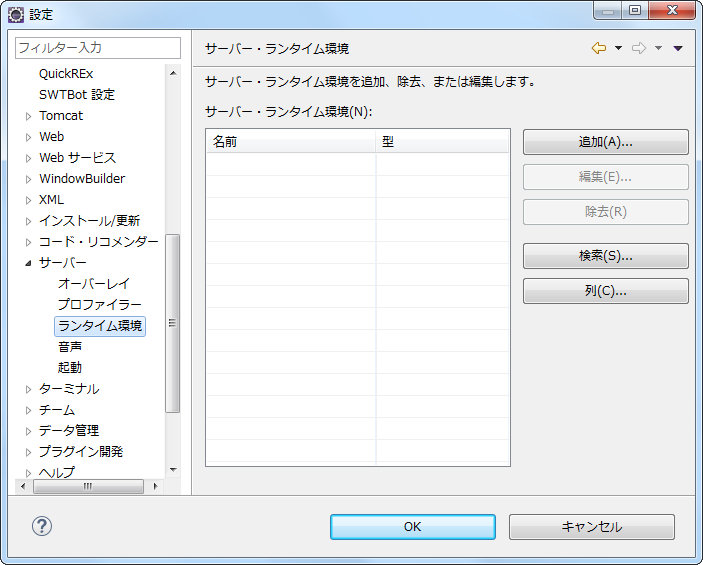 設定
フィルター入力
QuickREx
SWTBot 設定
Tomcat
Web
Web サービス
WindowBuilder
XML
インストール/更新
コード・リコメンダー
サーバー
オーバーレイ
プロファイラー
ランタイム環境
音声
起動
ターミナル
チーム
データ管理
プラグイン開発
ヘルプ
サーバー・ランタイム環境
サーバー・ランタイム環境を追加、除去、または編集します。
サーバー・ランタイム環境(N):
名前 型
追加(A)...
編集(E)...
除去(R)
検索(S)...
列(C)...
OK
キャンセル